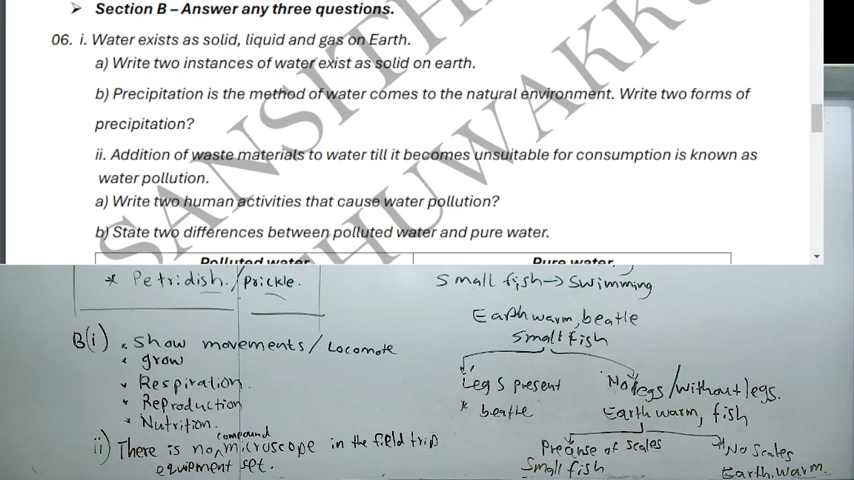 ➤ Section B – Answer any three questions.
06. i. Water exists as solid, liquid and gas on Earth.
a) Write two instances of water exist as solid on earth.
b) Precipitation is the method of water comes to the natural environment. Write two forms of
precipitation?
ii. Addition of waste materials to water till it becomes unsuitable for consumption is known as
water pollution.
a) Write two human activities that cause water pollution?
b) State two differences between polluted water and pure water.
Polluted water Pure water
* Petridish. / Prickle.
B(i) * Show movements / Locomote
* grow
* Respiration.
* Reproduction
* Nutrition.
ii) There is no compound microscope in the field trip
equipment set.
Small fish → Swimming
Earth warm, beatle
Small fish
Legs present
* beatle
No legs / without legs.
Earth warm, fish
of scales
Small fish
No scales
Earth warm.